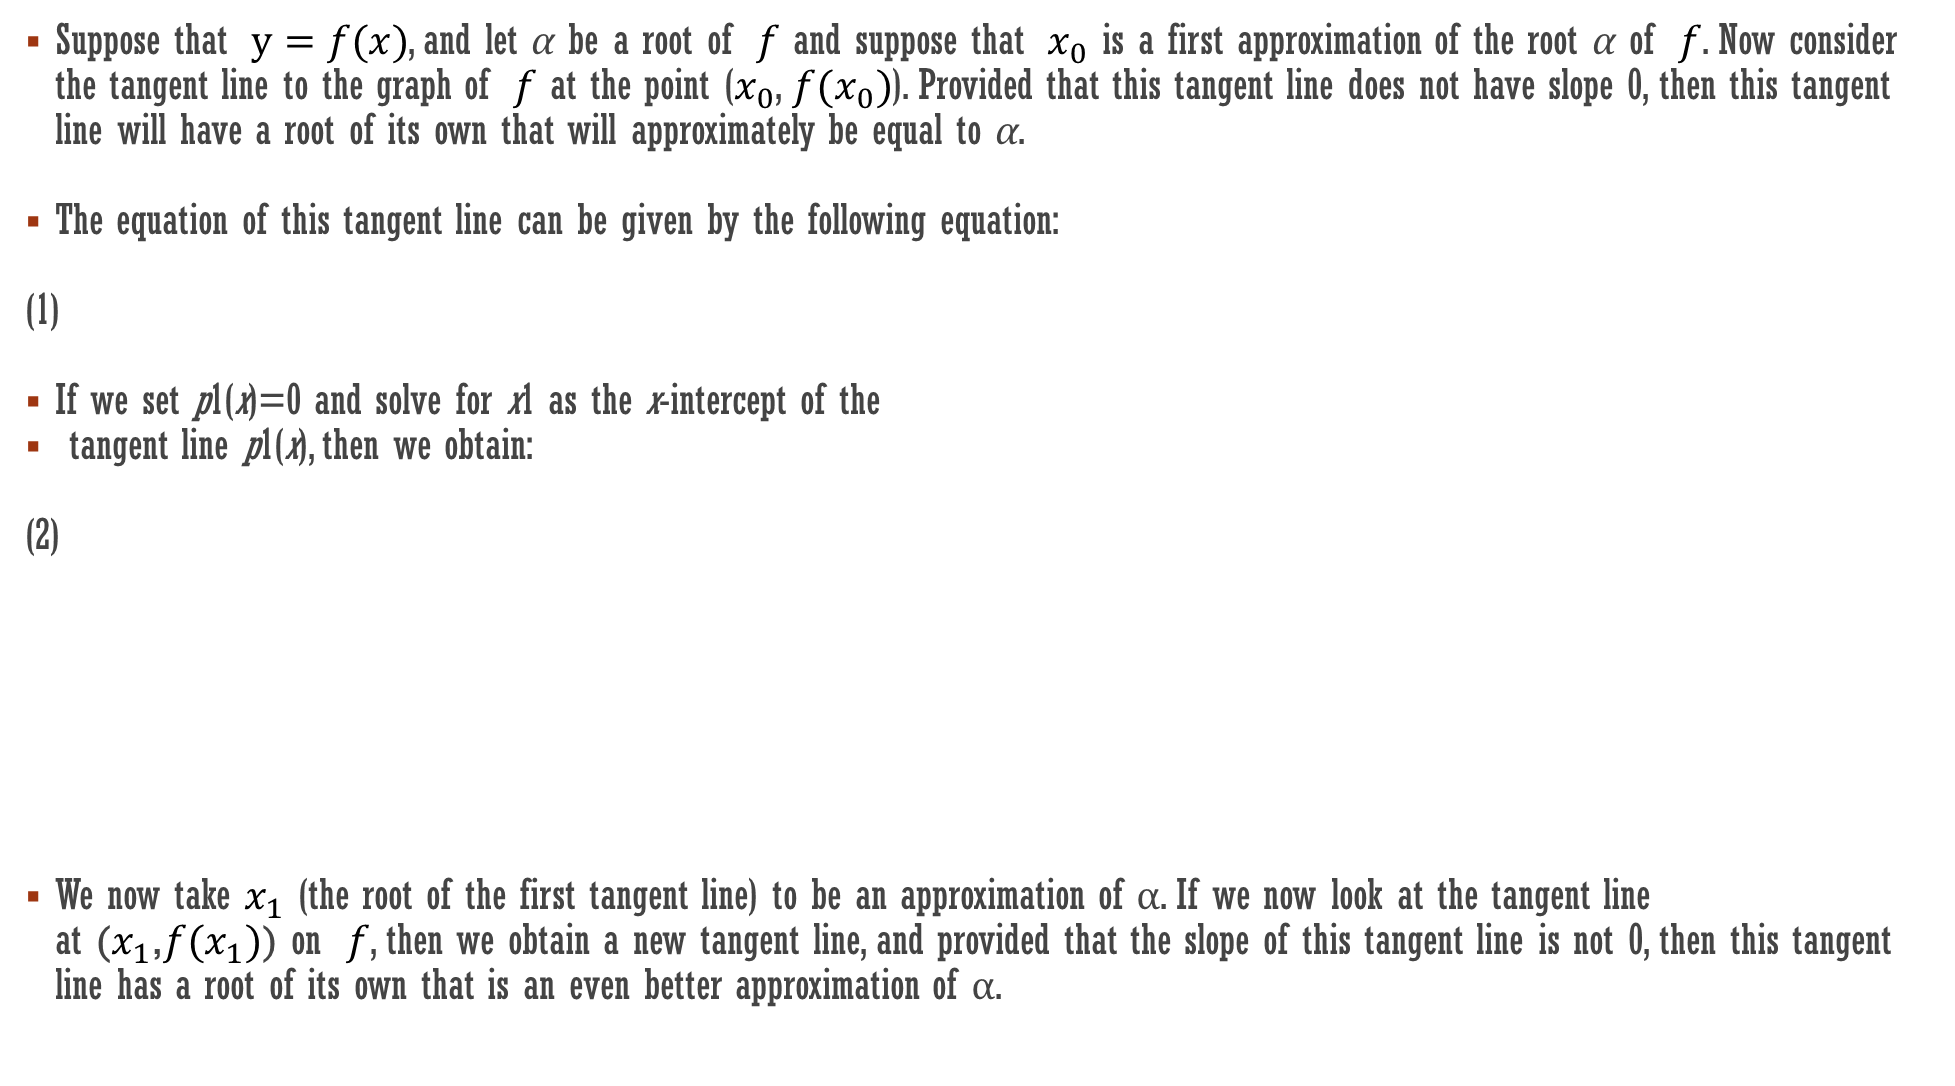 ▪ Suppose that y = f(x), and let α be a root of f and suppose that x₀ is a first approximation of the root α of f. Now consider
the tangent line to the graph of f at the point (x₀, f(x₀)). Provided that this tangent line does not have slope 0, then this tangent
line will have a root of its own that will approximately be equal to α.
▪ The equation of this tangent line can be given by the following equation:
(1)
▪ If we set p1(x)=0 and solve for x1 as the x-intercept of the
▪ tangent line p1(x), then we obtain:
(2)
▪ We now take x₁ (the root of the first tangent line) to be an approximation of α. If we now look at the tangent line
at (x₁,f(x₁)) on f, then we obtain a new tangent line, and provided that the slope of this tangent line is not 0, then this tangent
line has a root of its own that is an even better approximation of α.